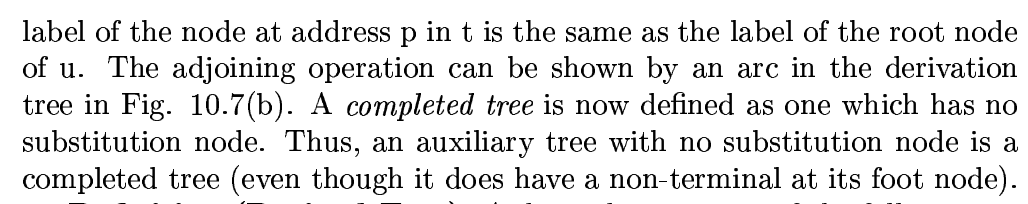 label of the node at address p in t is the same as the label of the root node
of u. The adjoining operation can be shown by an arc in the derivation
tree in Fig. 10.7(b). A completed tree is now defined as one which has no
substitution node. Thus, an auxiliary tree with no substitution node is a
completed tree (even though it does have a non-terminal at its foot node).